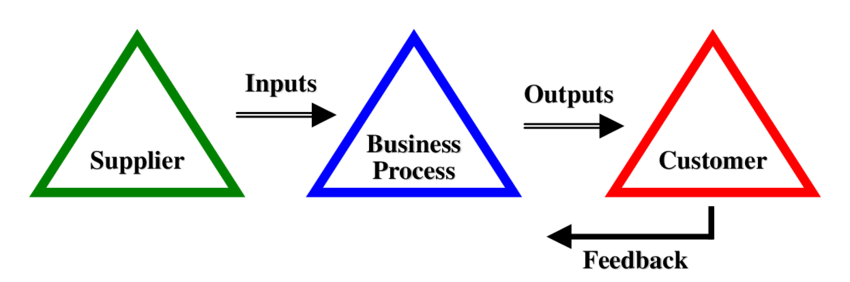 Inputs
Outputs
Supplier
Business
Process
Customer
Feedback